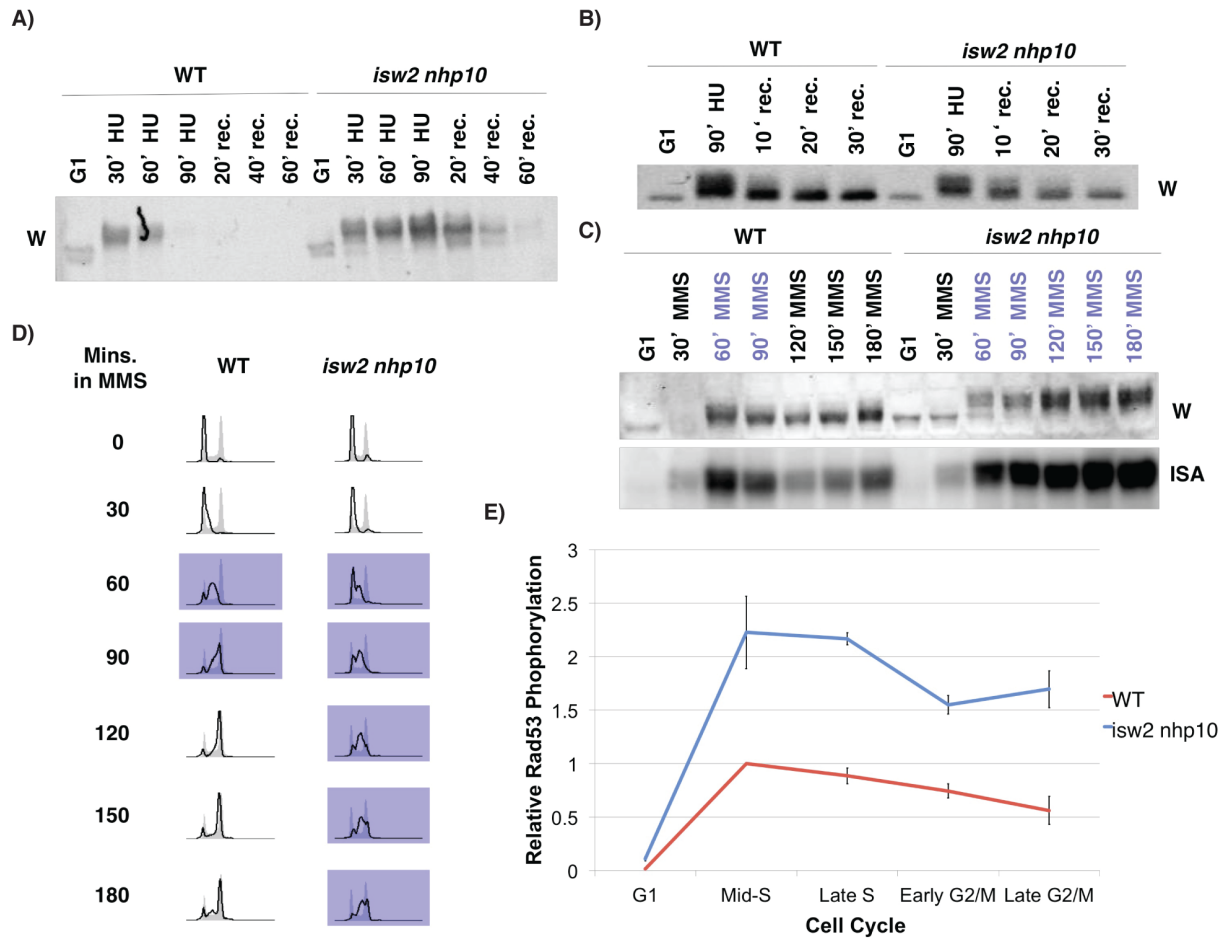 A)
WT
isw2 nhp10
G1
30’ HU
60’ HU
90’ HU
20’ rec.
40’ rec.
60’ rec.
G1
30’ HU
60’ HU
90’ HU
20’ rec.
40’ rec.
60’ rec.
W
B)
WT
isw2 nhp10
G1
90’ HU
10‘ rec.
20’ rec.
30’ rec.
G1
90’ HU
10‘ rec.
20’ rec.
30’ rec.
W
C)
WT
isw2 nhp10
G1
30’ MMS
60’ MMS
90’ MMS
120’ MMS
150’ MMS
180’ MMS
G1
30’ MMS
60’ MMS
90’ MMS
120’ MMS
150’ MMS
180’ MMS
W
ISA
D)
Mins.
in MMS
WT
isw2 nhp10
0
30
60
90
120
150
180
E)
Relative Rad53 Phophorylation
3
2.5
2
1.5
1
0.5
0
G1
Mid-S
Late S
Early G2/M
Late G2/M
Cell Cycle
WT
isw2 nhp10